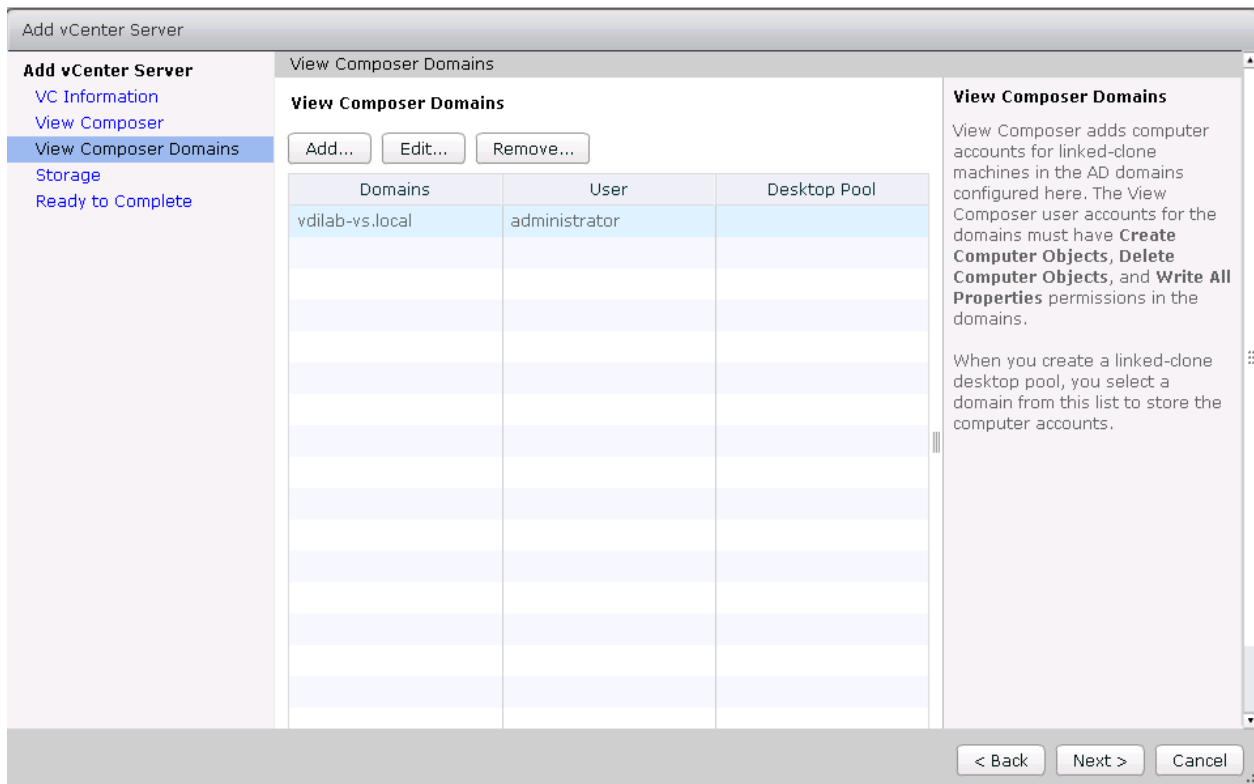 Add vCenter Server
Add vCenter Server
VC Information
View Composer
View Composer Domains
Storage
Ready to Complete
View Composer Domains
View Composer Domains
Add...
Edit...
Remove...
Domains User Desktop Pool
vdilab-vs.local administrator
View Composer Domains
View Composer adds computer
accounts for linked-clone
machines in the AD domains
configured here. The View
Composer user accounts for the
domains must have Create
Computer Objects, Delete
Computer Objects, and Write All
Properties permissions in the
domains.
When you create a linked-clone
desktop pool, you select a
domain from this list to store the
computer accounts.
< Back
Next >
Cancel